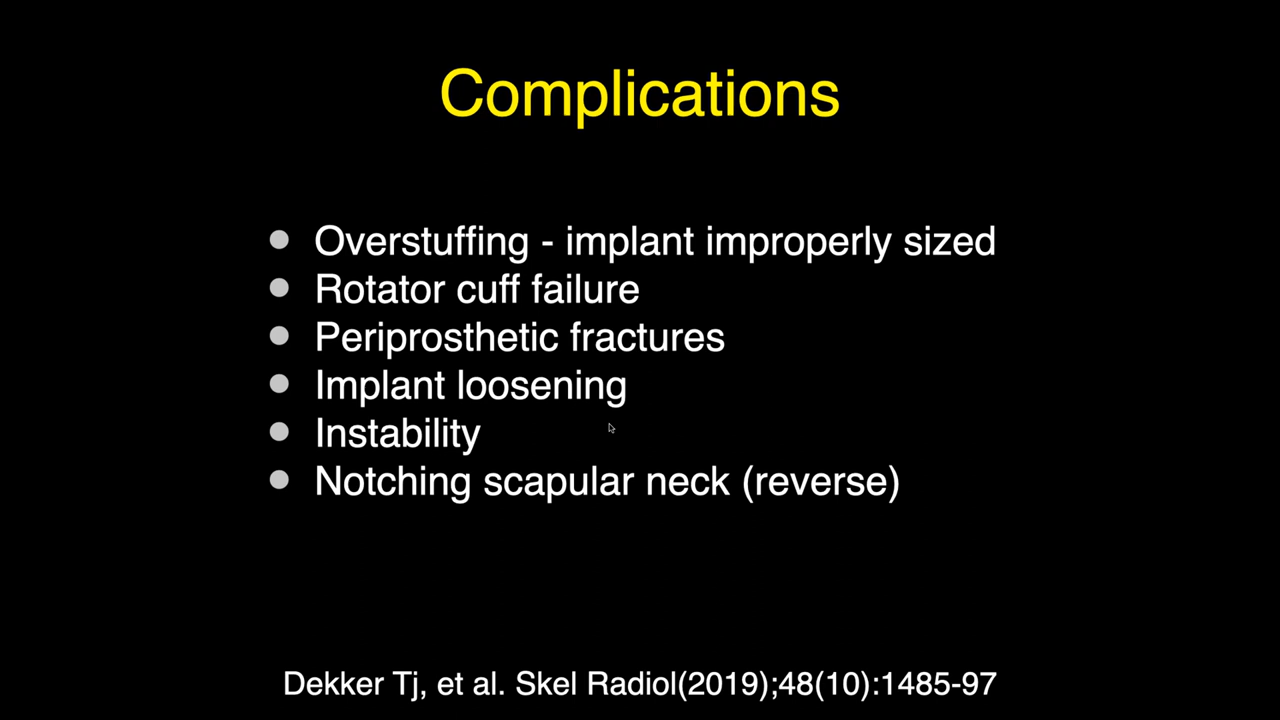 Complications
• Overstuffing - implant improperly sized
• Rotator cuff failure
• Periprosthetic fractures
• Implant loosening
• Instability
• Notching scapular neck (reverse)
Dekker Tj, et al. Skel Radiol(2019);48(10):1485-97